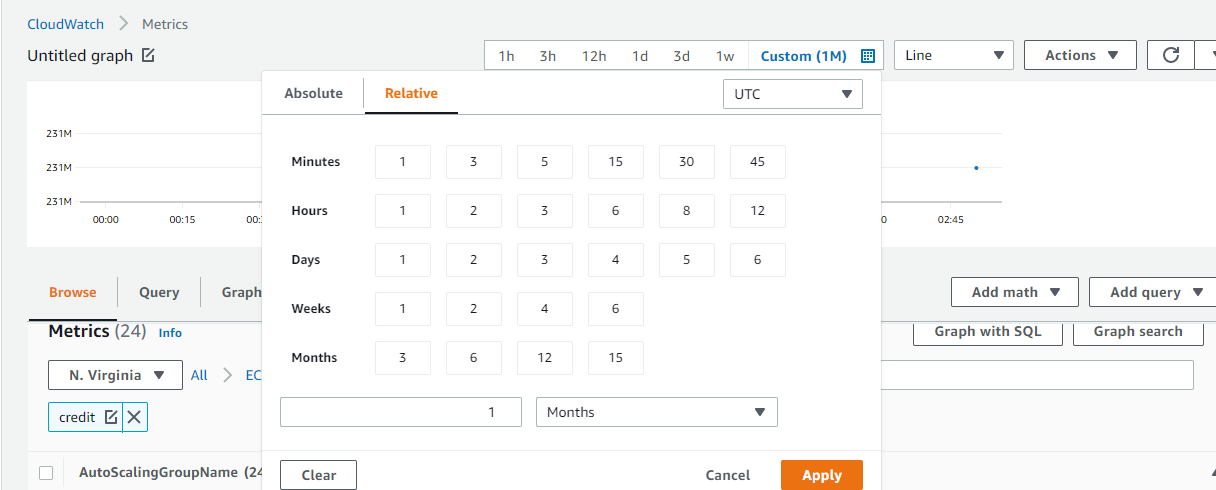 CloudWatch > Metrics
Untitled graph
1h 3h 12h 1d 3d 1w Custom (1M) Line Actions
Absolute Relative UTC
231M
231M
231M
Minutes 1 3 5 15 30 45
Hours 1 2 3 6 8 12
00:00 00:15 00: 0 02:45
Days 1 2 3 4 5 6
Browse Query Graph Add math Add query
Weeks 1 2 4 6
Metrics (24) Info Graph with SQL Graph search
Months 3 6 12 15
N. Virginia All > EC
credit
1 Months
AutoScalingGroupName (24
Clear Cancel Apply